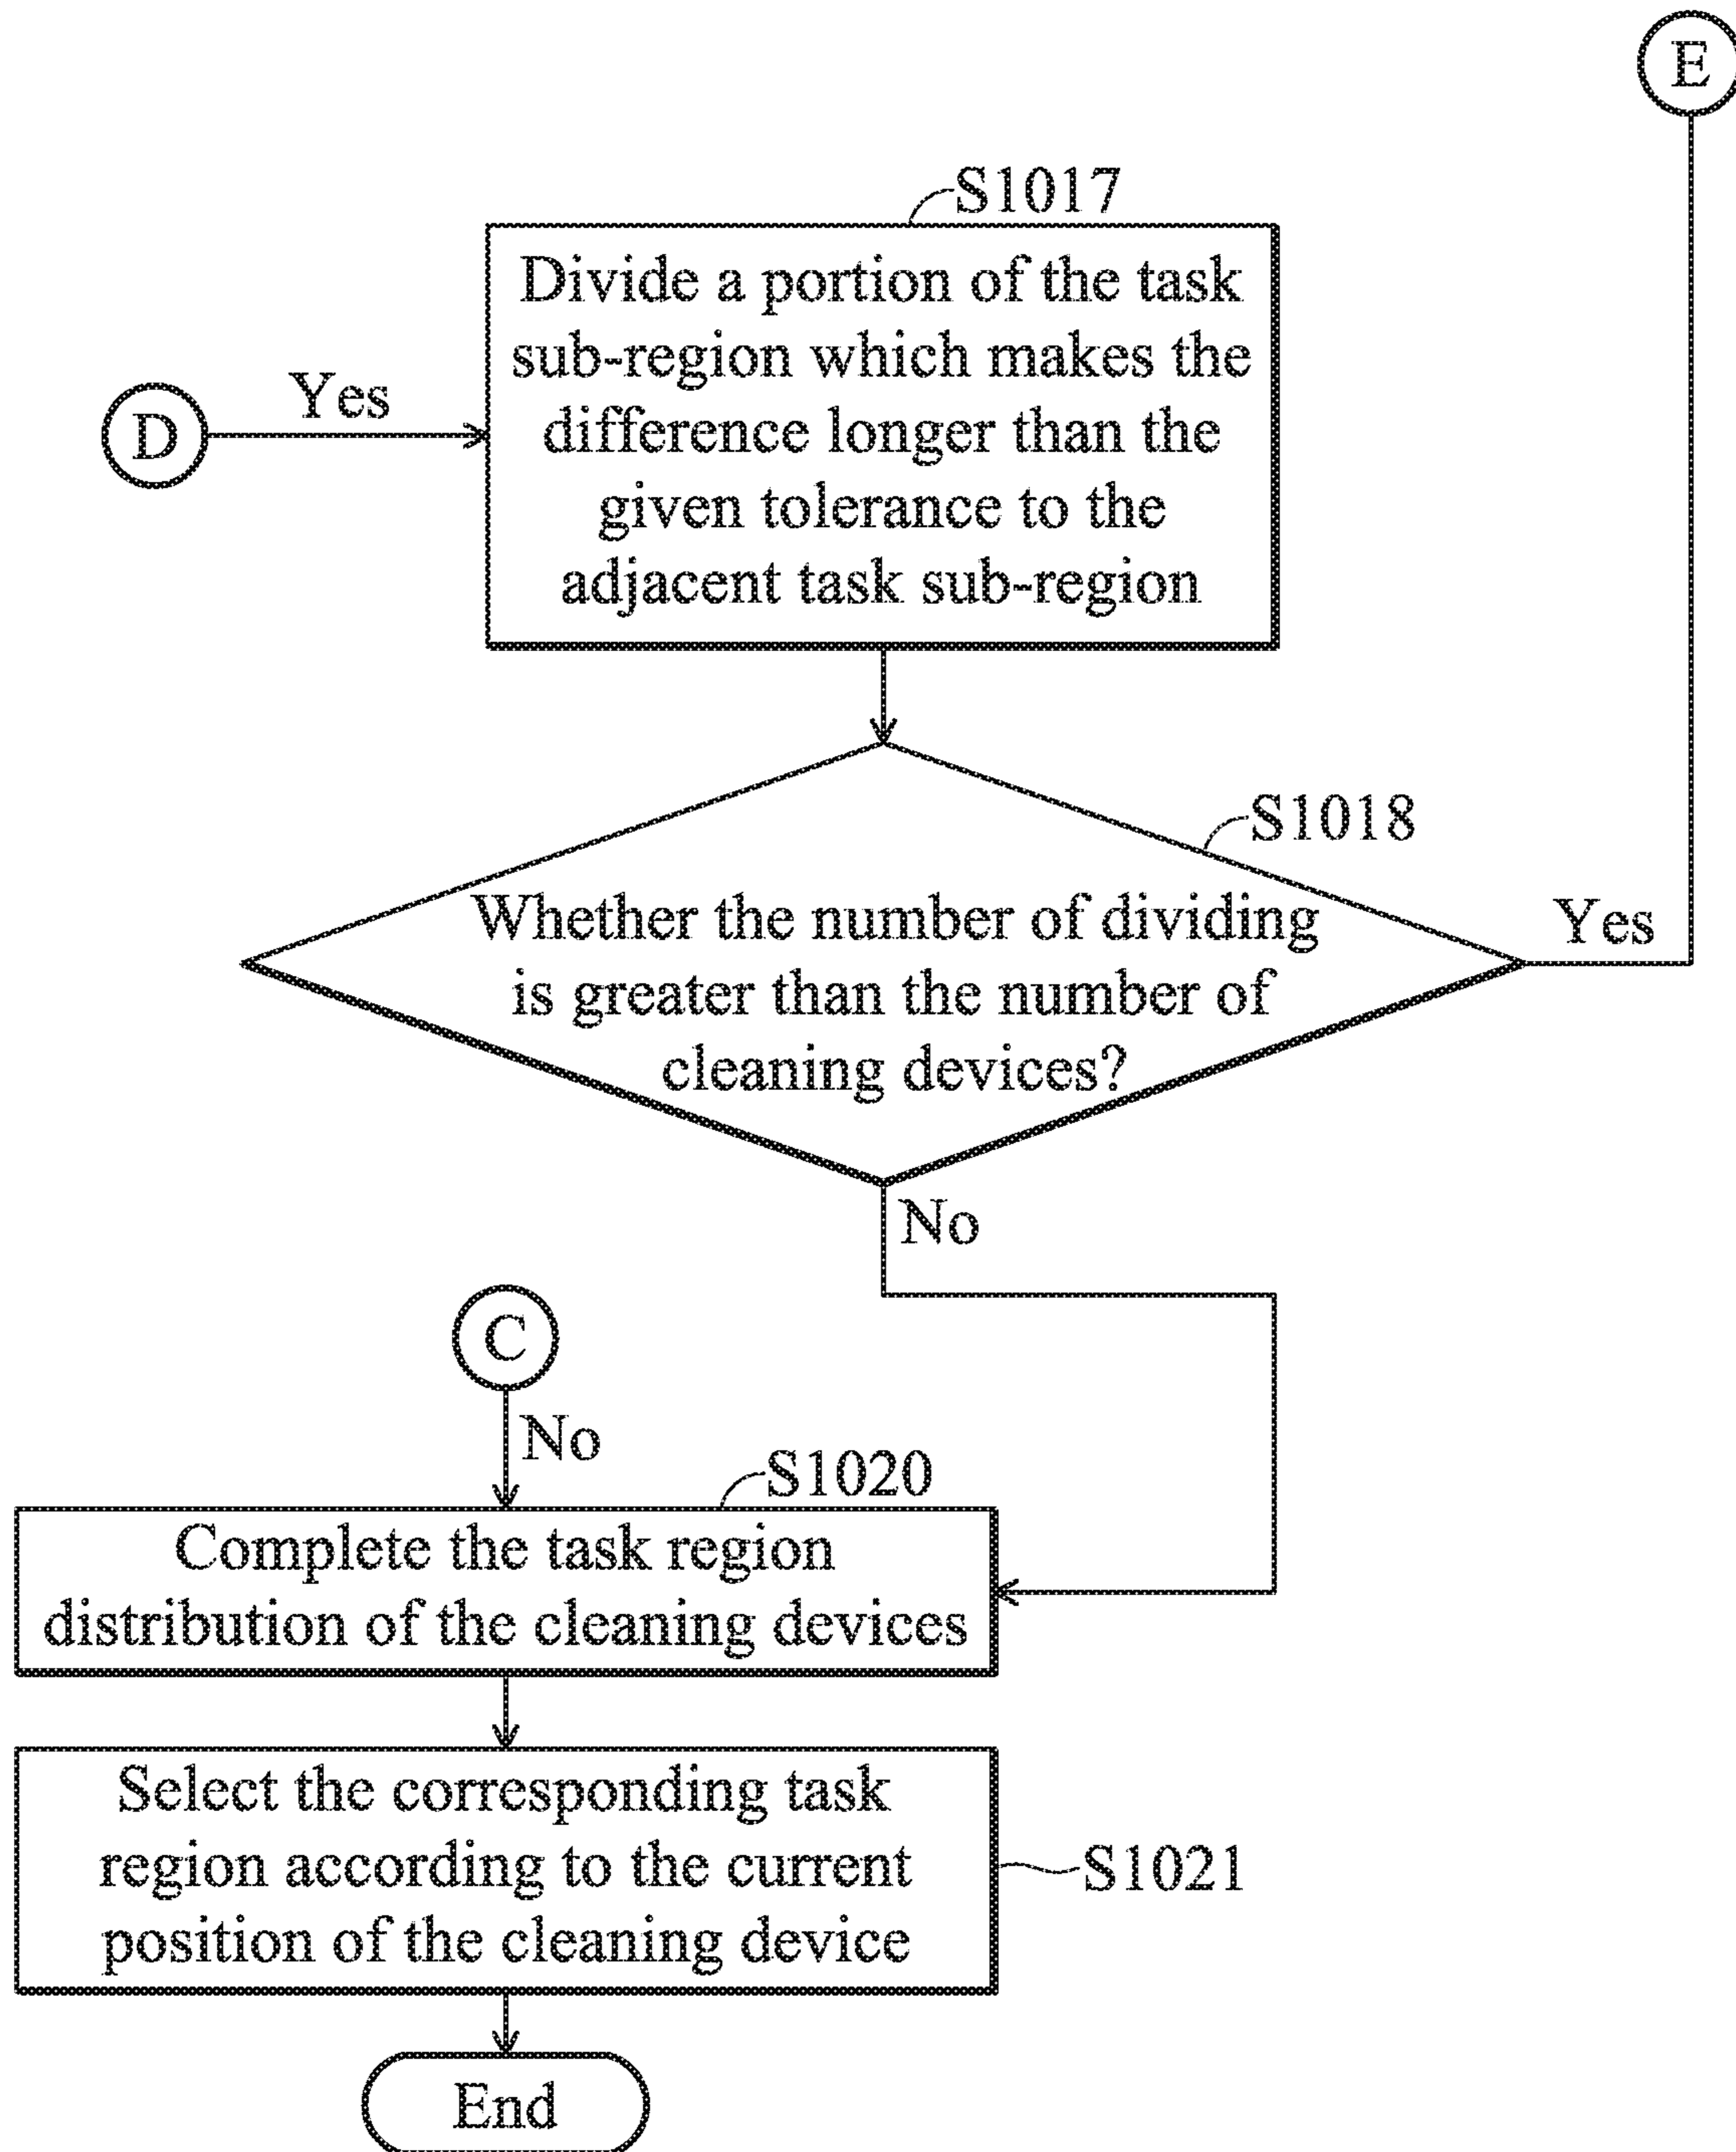 E
S1017
Divide a portion of the task
sub-region which makes the
difference longer than the
given tolerance to the
adjacent task sub-region
D
Yes
S1018
Whether the number of dividing
is greater than the number of
cleaning devices?
Yes
No
C
No
S1020
Complete the task region
distribution of the cleaning devices
Select the corresponding task
region according to the current
position of the cleaning device
S1021
End